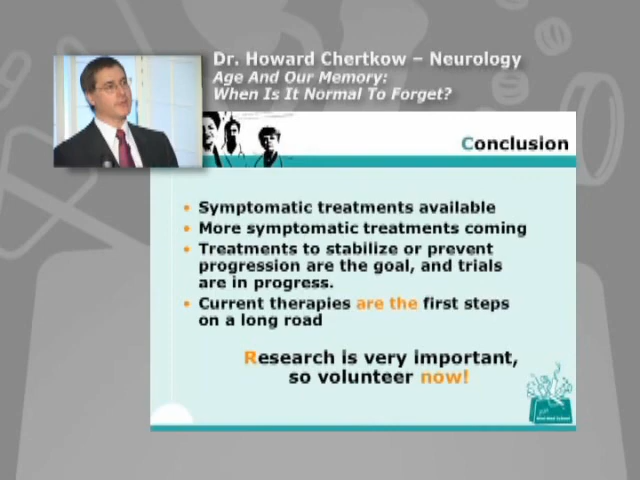 Dr. Howard Chertkow – Neurology
Age And Our Memory:
When Is It Normal To Forget?
Conclusion
• Symptomatic treatments available
• More symptomatic treatments coming
• Treatments to stabilize or prevent
progression are the goal, and trials
are in progress.
• Current therapies are the first steps
on a long road
Research is very important,
so volunteer now!